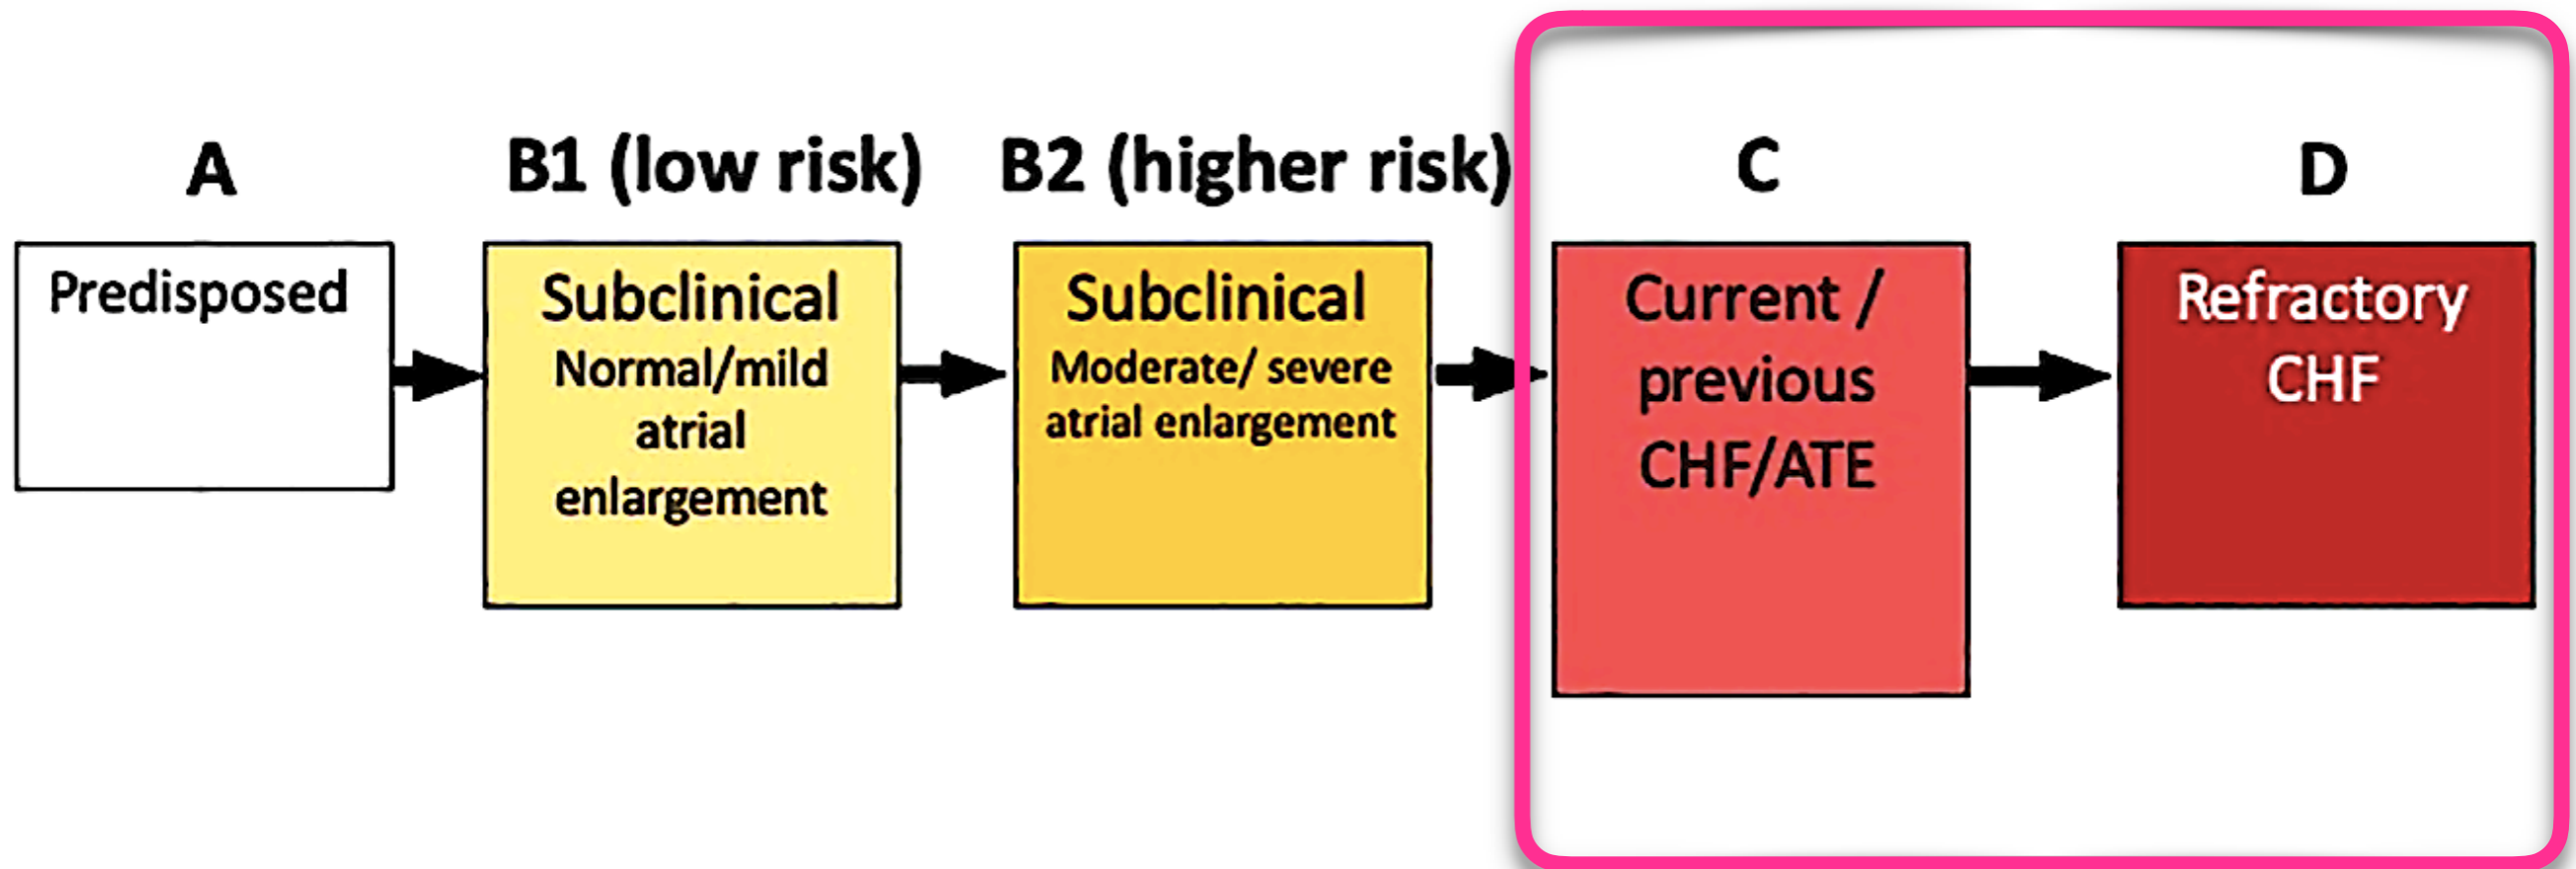 A
B1 (low risk)
B2 (higher risk)
C
D
Predisposed
Subclinical
Normal/mild
atrial
enlargement
Subclinical
Moderate/ severe
atrial enlargement
Current /
previous
CHF/ATE
Refractory
CHF